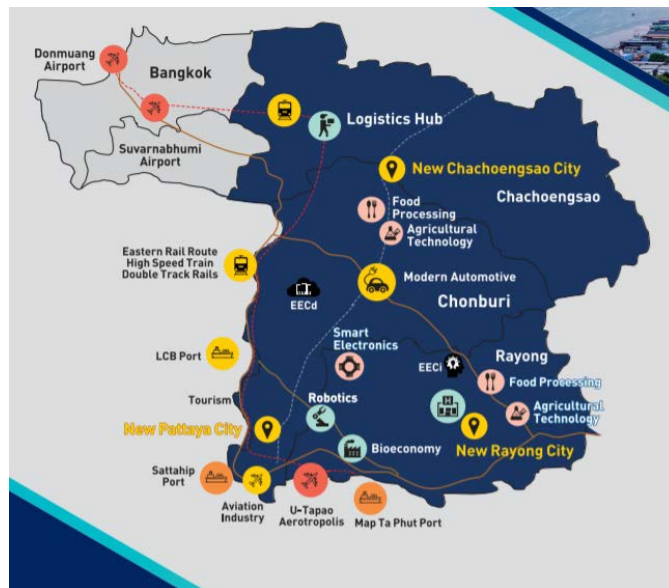 Donmuang
Airport
Bangkok
Suvarnabhumi
Airport
Logistics Hub
New Chachoengsao City
Chachoengsao
Food
Processing
Agricultural
Technology
Eastern Rail Route
High Speed Train
Double Track Rails
EECd
Modern Automotive
Chonburi
LCB Port
Smart
Electronics
EECi
Rayong
Food Processing
Tourism
New Pattaya City
Robotics
H
Agricultural
Technology
Bioeconomy
New Rayong City
Sattahip
Port
Aviation
Industry
U-Tapao
Aerotropolis
Map Ta Phut Port